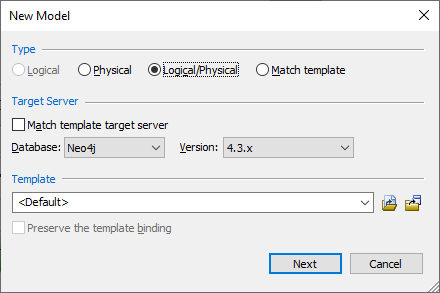 New Model
Type
Logical Physical Logical/Physical Match template
Target Server
Match template target server
Database: Neo4j Version: 4.3.x
Template
<Default>
Preserve the template binding
Next Cancel